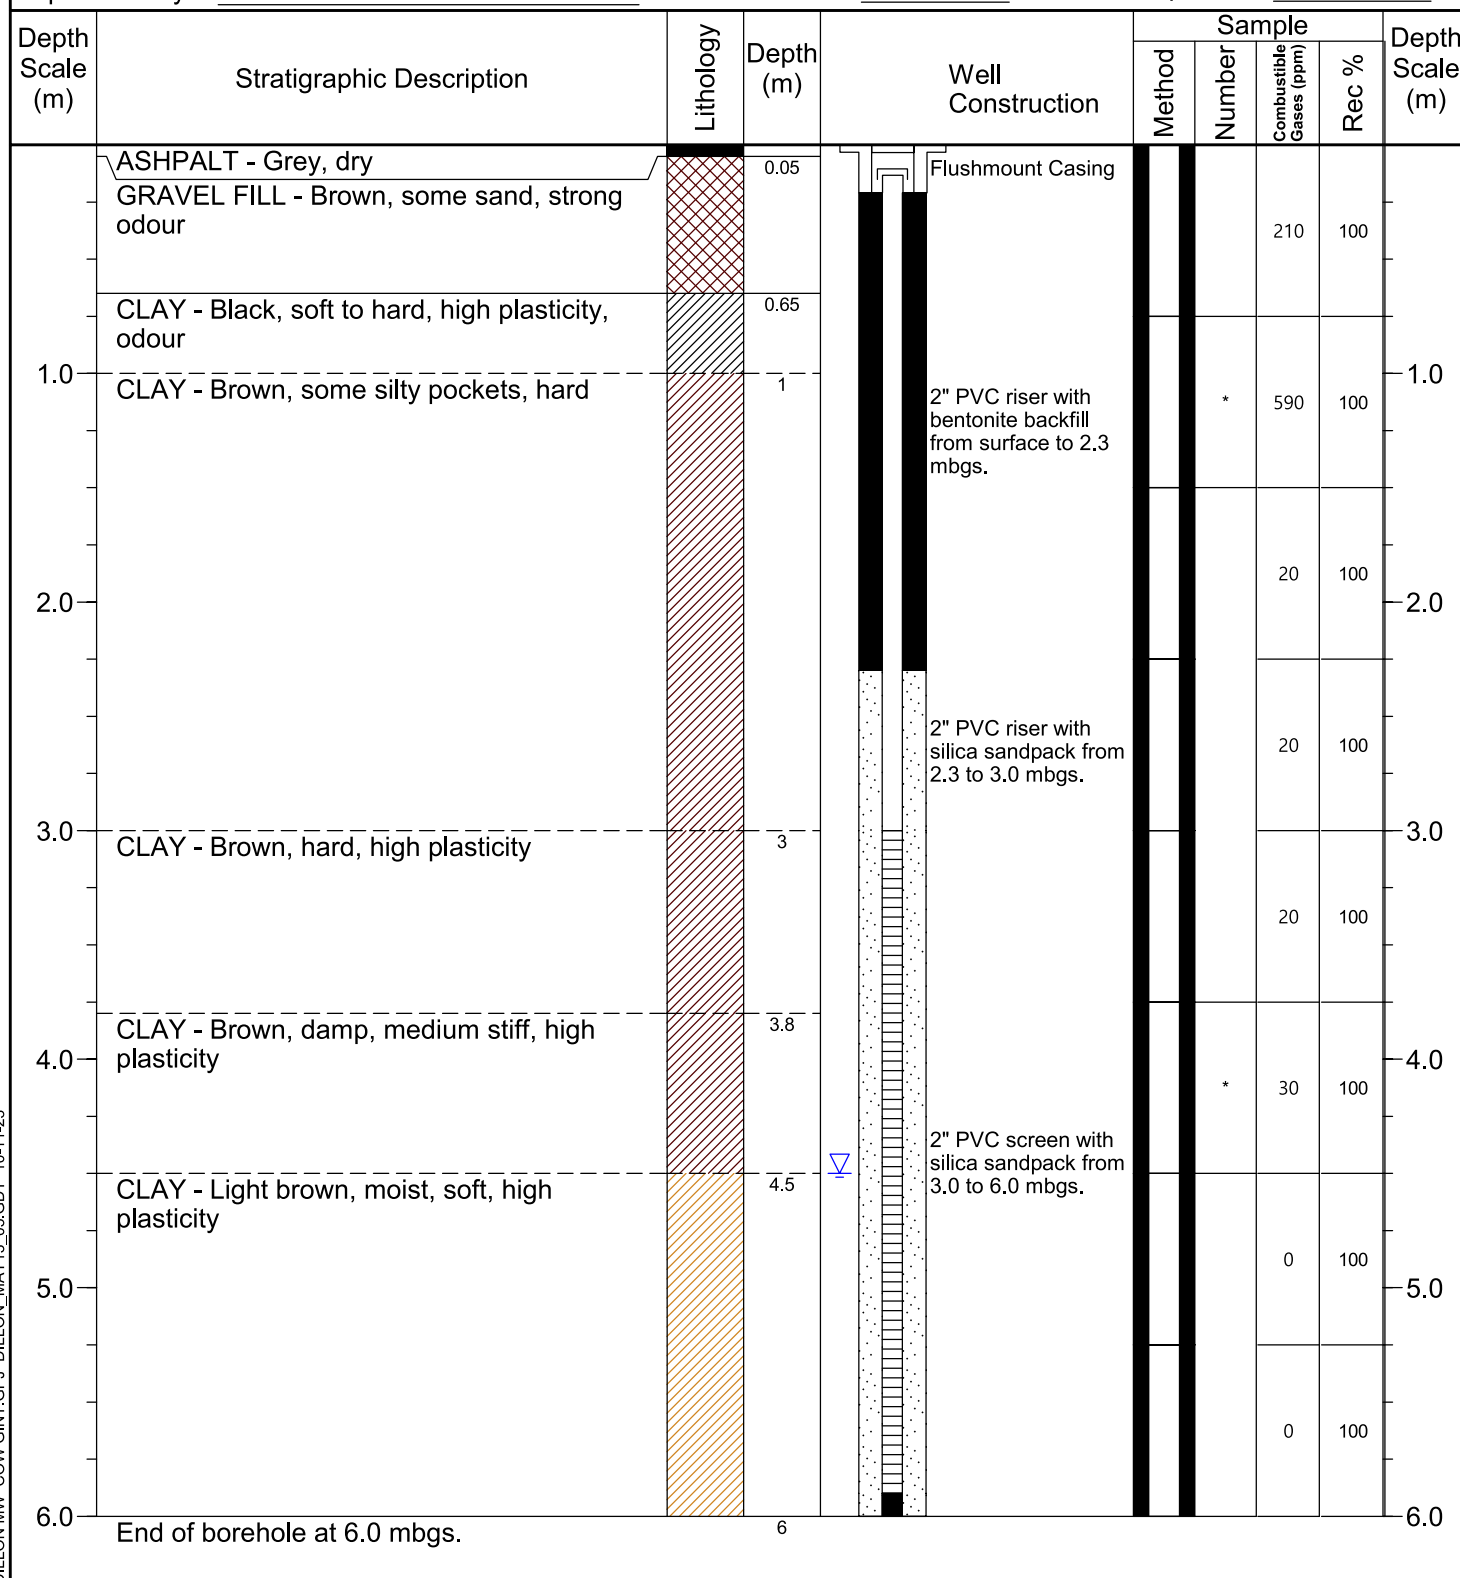 Depth
Scale
(m)
Stratigraphic Description
Lithology
Depth
(m)
Well
Construction
Sample
Method
Number
Combustible
Gases (ppm)
Rec %
Depth
Scale
(m)
ASHPALT - Grey, dry
0.05
Flushmount Casing
GRAVEL FILL - Brown, some sand, strong
odour
210 100
CLAY - Black, soft to hard, high plasticity,
odour
0.65
1.0
CLAY - Brown, some silty pockets, hard
1
1.0
2" PVC riser with
bentonite backfill
from surface to 2.3
mbgs.
* 590 100
20 100
2.0
2.0
2" PVC riser with
silica sandpack from
2.3 to 3.0 mbgs.
20 100
3.0
CLAY - Brown, hard, high plasticity
3
3.0
20 100
CLAY - Brown, damp, medium stiff, high
plasticity
3.8
4.0
4.0
* 30 100
2" PVC screen with
silica sandpack from
3.0 to 6.0 mbgs.
CLAY - Light brown, moist, soft, high
plasticity
4.5
0 100
5.0
5.0
0 100
6.0
End of borehole at 6.0 mbgs.
6
6.0